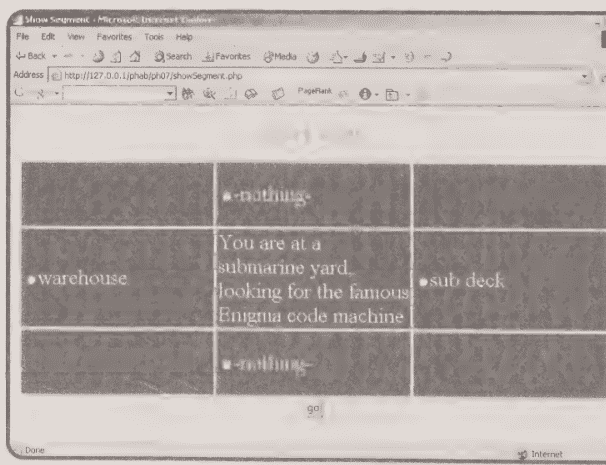 Show Segment - Microsoft Internet Explorer
File Edit View Favorites Tools Help
Back Search Favorites Media
Address http://127.0.0.1/phab/ph07/showSegment.php
PageRank
-nothing-
You are at a
submarine yard,
looking for the famous
Enigma code machine
warehouse
sub deck
-nothing-
go
Done Internet